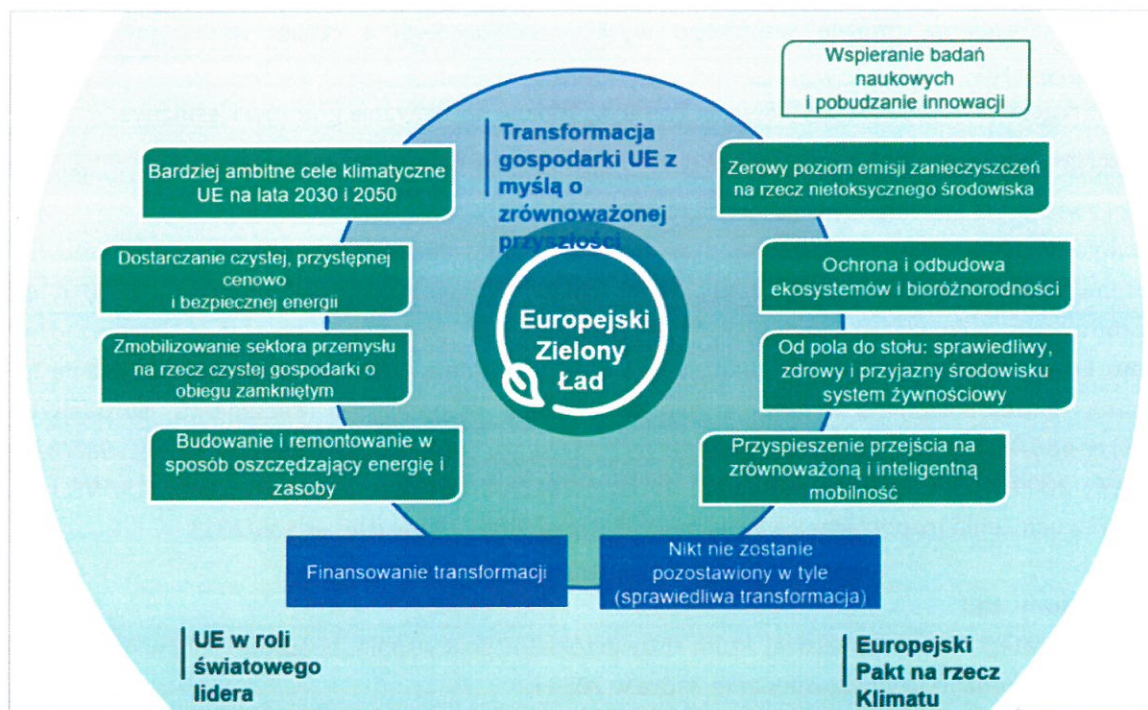 Wspieranie badań
naukowych
i pobudzanie innowacji
Transformacja
gospodarki UE z
myślą o
zrównoważonej
przyszłości
Bardziej ambitne cele klimatyczne
UE na lata 2030 i 2050
Zerowy poziom emisji zanieczyszczeń
na rzecz nietoksycznego środowiska
Dostarczanie czystej, przystępnej
cenowo
i bezpiecznej energii
Ochrona i odbudowa
ekosystemów i bioróżnorodności
Europejski
Zielony
Ład
Zmobilizowanie sektora przemysłu
na rzecz czystej gospodarki o
obiegu zamkniętym
Od pola do stołu: sprawiedliwy,
zdrowy i przyjazny środowisku
system żywnościowy
Budowanie i remontowanie w
sposób oszczędzający energię i
zasoby
Przyspieszenie przejścia na
zrównoważoną i inteligentną
mobilność
Finansowanie transformacji
Nikt nie zostanie
pozostawiony w tyle
(sprawiedliwa transformacja)
UE w roli
światowego
lidera
Europejski
Pakt na rzecz
Klimatu